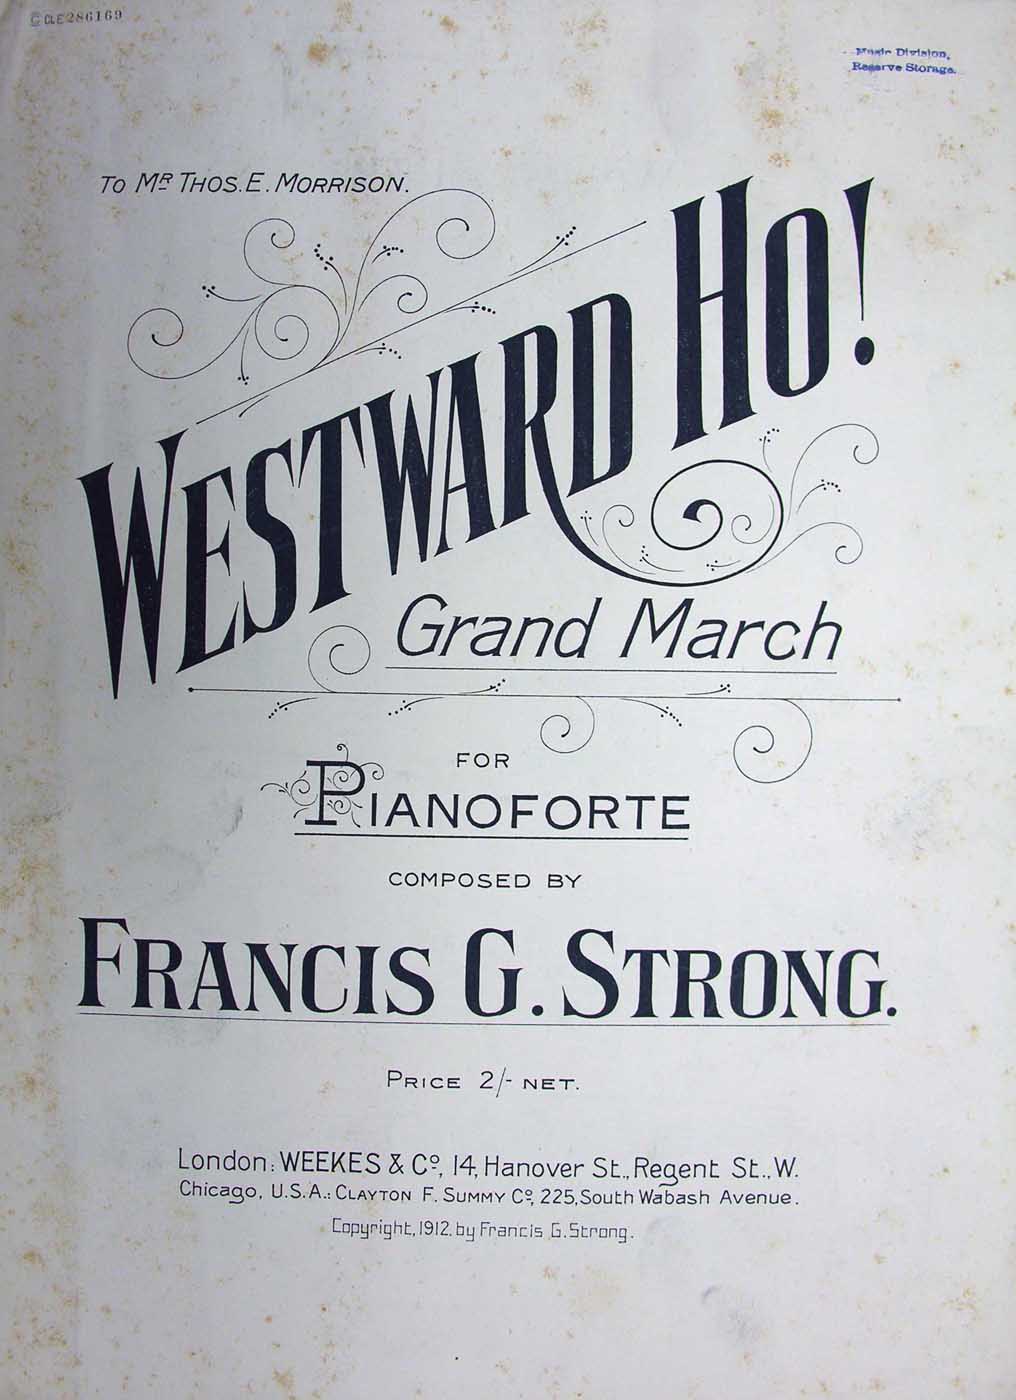 © CLE286169
Music Division,
Reserve Storage.
TO MR THOS. E. MORRISON.
WESTWARD HO!
Grand March
FOR
PIANOFORTE
COMPOSED BY
FRANCIS G. STRONG.
PRICE 2/- NET.
London: WEEKES & Co, 14, Hanover St., Regent St., W.
Chicago, U.S.A.: CLAYTON F. SUMMY Co, 225, South Wabash Avenue.
Copyright, 1912, by Francis G. Strong.